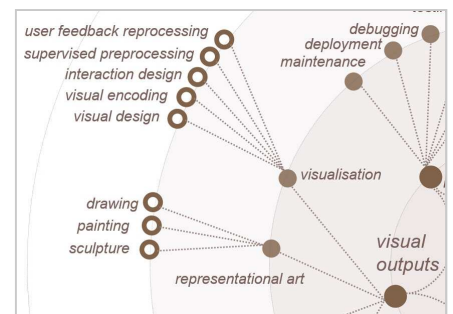 user feedback reprocessing
supervised preprocessing
interaction design
visual encoding
visual design
debugging
deployment
maintenance
visualisation
drawing
painting
sculpture
representational art
visual
outputs